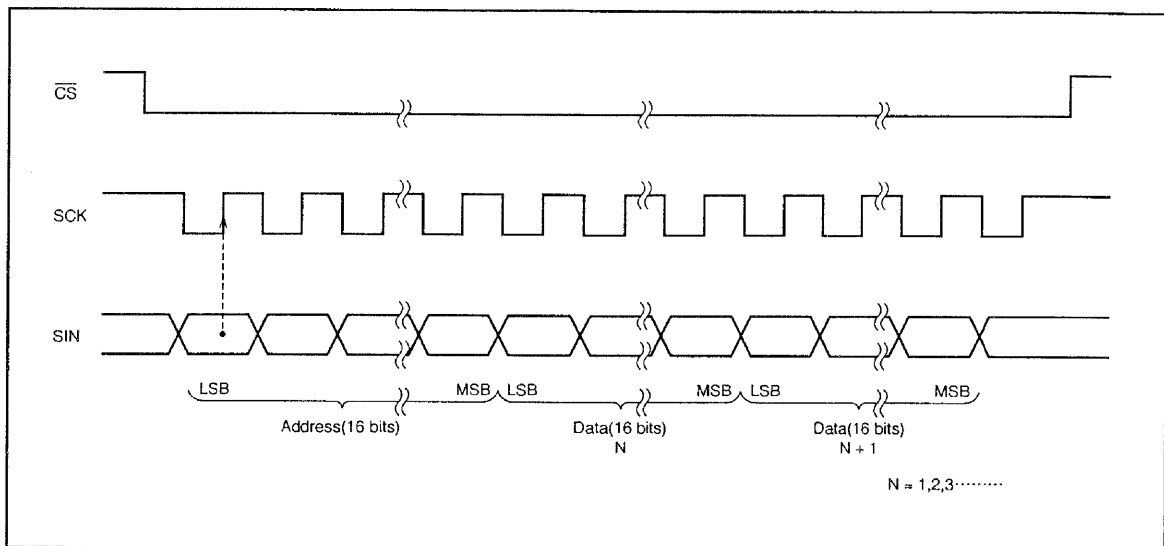 CS
SCK
SIN
LSB MSB LSB MSB LSB MSB
Address(16 bits) Data(16 bits) Data(16 bits)
N N + 1
N = 1,2,3·········